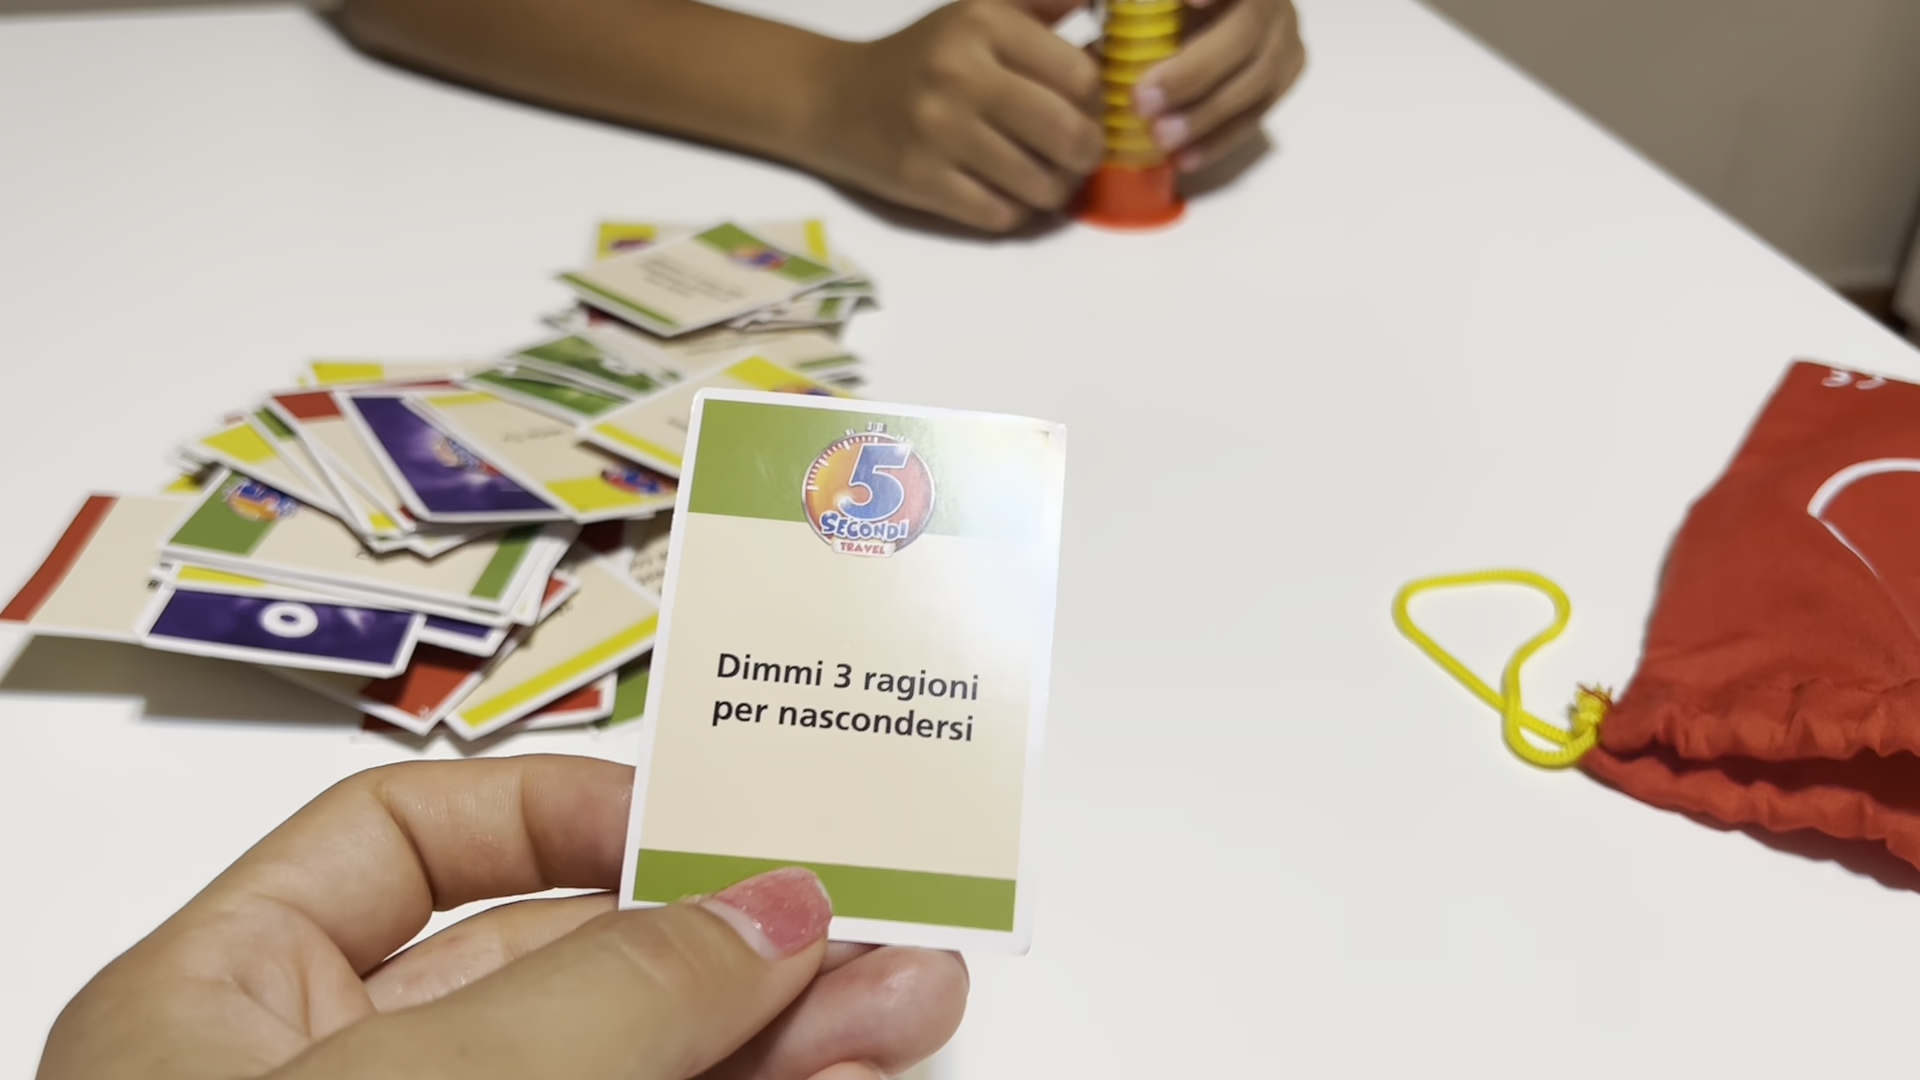 5
SECONDI
TRAVEL
Dimmi 3 ragioni
per nascondersi